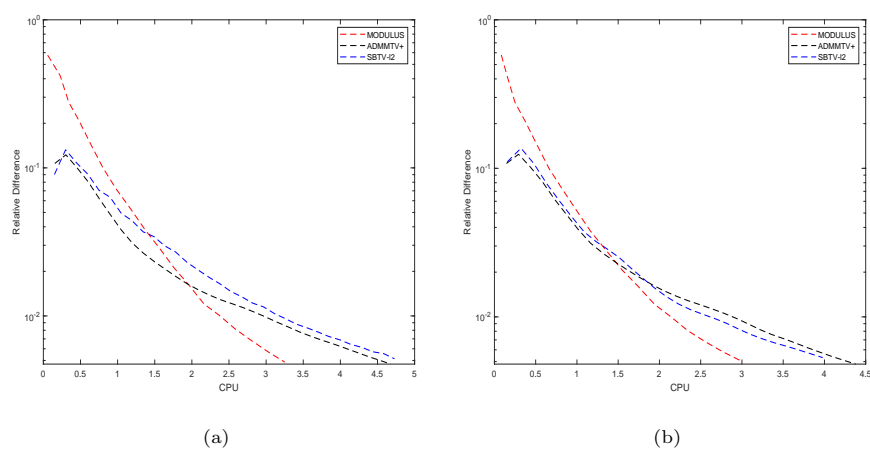 10^0
10^-1
10^-2
Relative Difference
MODULUS
ADMMTV+
SBTV-l2
0 0.5 1 1.5 2 2.5 3 3.5 4 4.5 5
CPU
(a)
10^0
10^-1
10^-2
Relative Difference
MODULUS
ADMMTV+
SBTV-l2
0 0.5 1 1.5 2 2.5 3 3.5 4 4.5
CPU
(b)